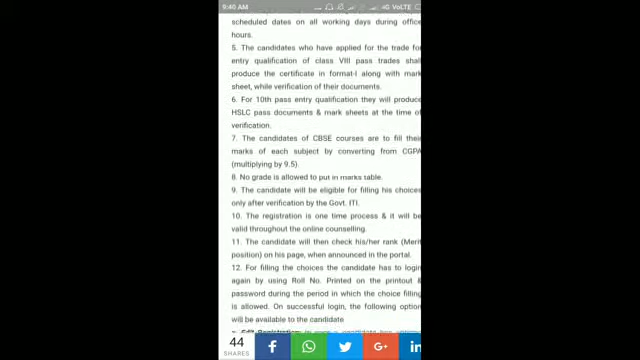 9:40 AM
4G VoLTE
scheduled dates on all working days during office
hours.
5. The candidates who have applied for the trade for
entry qualification of class VIII pass trades shall
produce the certificate in format-I along with mark
sheet, while verification of their documents.
6. For 10th pass entry qualification they will produce
HSLC pass documents & mark sheets at the time of
verification.
7. The candidates of CBSE courses are to fill their
marks of each subject by converting from CGPA
(multiplying by 9.5).
8. No grade is allowed to put in marks table.
9. The candidate will be eligible for filling his choices
only after verification by the Govt. ITI.
10. The registration is one time process & it will be
valid throughout the online counselling.
11. The candidate will then check his/her rank (Merit
position) on his page, when announced in the portal.
12. For filling the choices the candidate has to login
again by using Roll No. Printed on the printout &
password during the period in which the choice filling
is allowed. On successful login, the following option
will be available to the candidate
Edit Registration:
44
SHARES